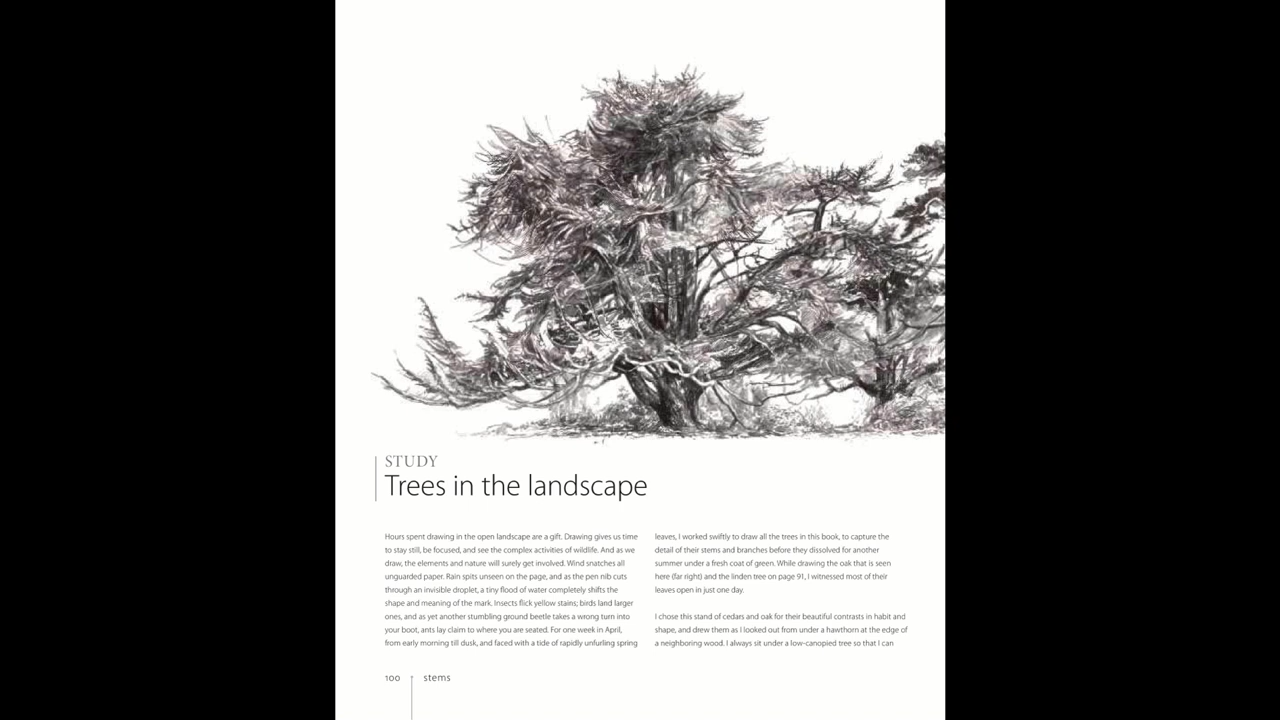 STUDY
Trees in the landscape
Hours spent drawing in the open landscape are a gift. Drawing gives us time
to stay still, be focused, and see the complex activities of wildlife. And as we
draw, the elements and nature will surely get involved. Wind snatches all
unguarded paper. Rain spits unseen on the page, and as the pen nib cuts
through an invisible droplet, a tiny flood of water completely shifts the
shape and meaning of the mark. Insects flick yellow stains; birds land larger
ones, and as yet another stumbling ground beetle takes a wrong turn into
your boot, ants lay claim to where you are seated. For one week in April,
from early morning till dusk, and faced with a tide of rapidly unfurling spring
leaves, I worked swiftly to draw all the trees in this book, to capture the
detail of their stems and branches before they dissolved for another
summer under a fresh coat of green. While drawing the oak that is seen
here (far right) and the linden tree on page 91, I witnessed most of their
leaves open in just one day.
I chose this stand of cedars and oak for their beautiful contrasts in habit and
shape, and drew them as I looked out from under a hawthorn at the edge of
a neighboring wood. I always sit under a low-canopied tree so that I can
100 stems